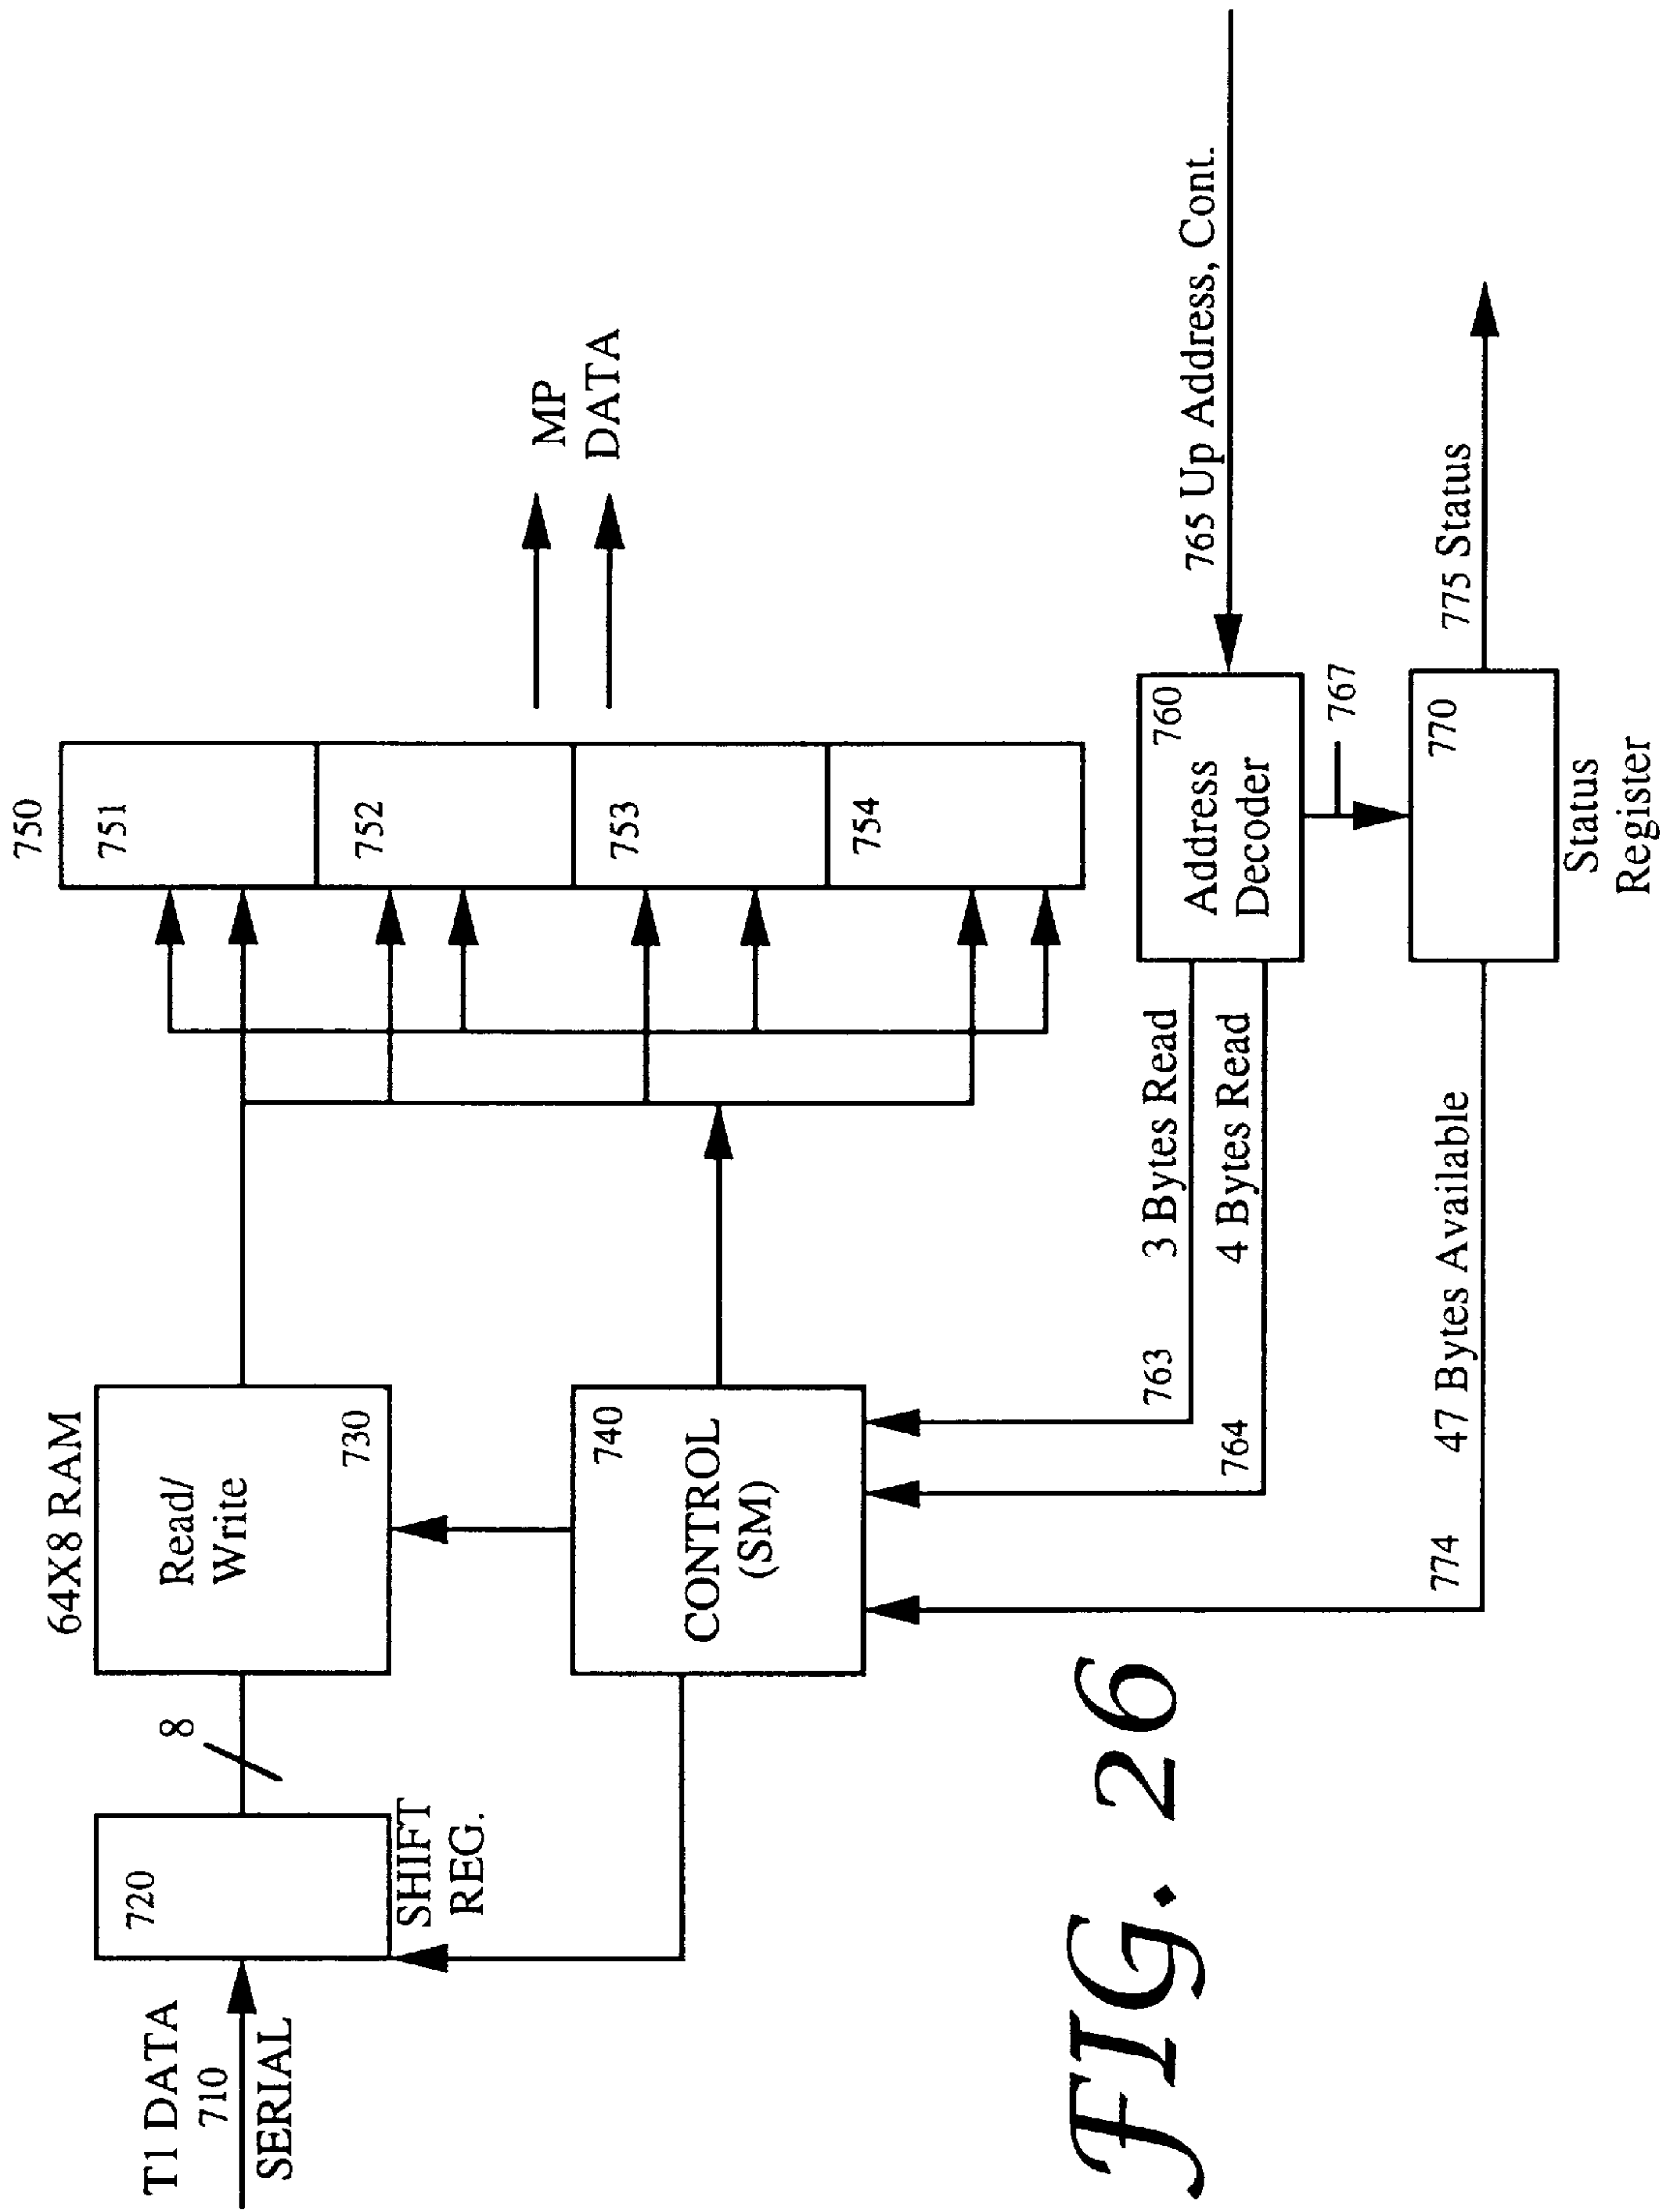 T1 DATA
710
SERIAL
720
SHIFT
REG.
8
64X8 RAM
Read/
Write
730
740
CONTROL
(SM)
750
751
752
753
754
MP
DATA
763
3 Bytes Read
764
4 Bytes Read
760
Address
Decoder
765 Up Address, Cont.
767
774
47 Bytes Available
770
Status
Register
775 Status
FIG. 26